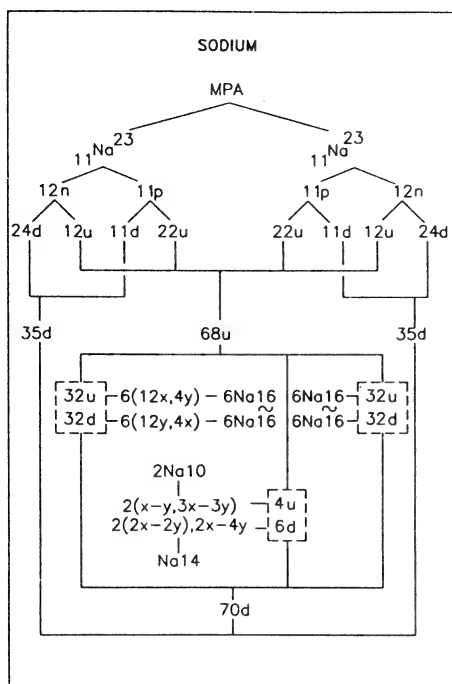 SODIUM
MPA
₁₁Na²³ ₁₁Na²³
12n 11p 11p 12n
24d 12u 11d 22u 22u 11d 12u 24d
35d 68u 35d
32u –6(12x,4y) – 6Na16 6Na16– 32u
~ ~
32d –6(12y,4x) – 6Na16 6Na16– 32d
2Na10
2(x–y,3x–3y) – 4u
2(2x–2y),2x–4y – 6d
Na14
70d